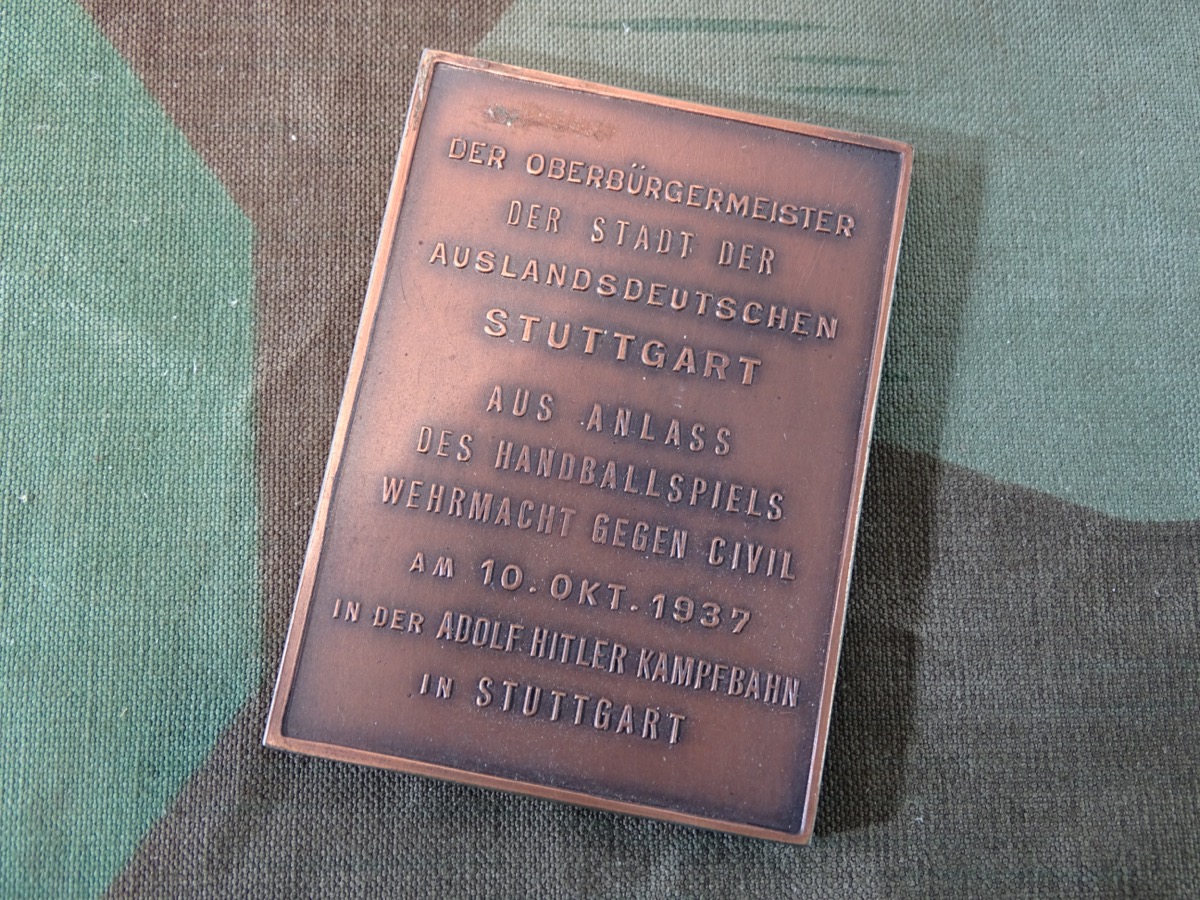 DER OBERBÜRGERMEISTER
DER STADT DER
AUSLANDSDEUTSCHEN
STUTTGART
AUS ANLASS
DES HANDBALLSPIELS
WEHRMACHT GEGEN CIVIL
AM 10. OKT. 1937
IN DER ADOLF. HITLER KAMPFBAHN
IN STUTTGART